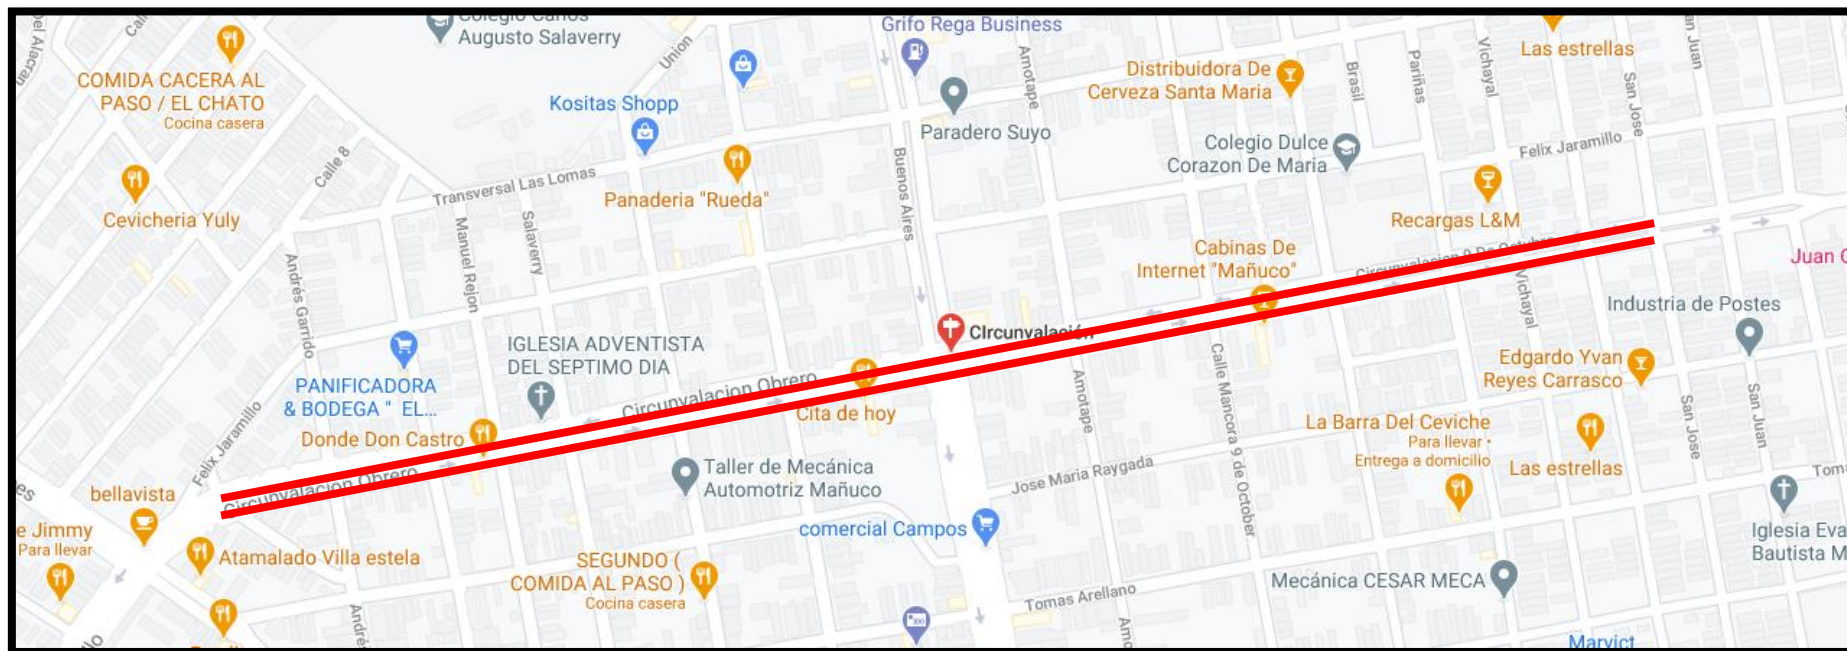 Colegio Carlos
Augusto Salaverry
Grifo Rega Business
Las estrellas
Union
COMIDA CACERA AL
PASO / EL CHATO
Cocina casera
Kositas Shopp
Amotape
Distribuidora De
Cerveza Santa Maria
Brasil
Pariñas
Vichayal
San Jose
San Juan
Paradero Suyo
Colegio Dulce
Corazon De Maria
Felix Jaramillo
Calle 8
Buenos Aires
Transversal Las Lomas
Panaderia "Rueda"
Cevicheria Yuly
Recargas L&M
Manuel Rejon
Salaverry
Andrés Garrido
Cabinas De
Internet "Mañuco"
Circunvalacion 9 De Octubre
Juan
Vichayal
Industria de Postes
CIrcunvalación
IGLESIA ADVENTISTA
DEL SEPTIMO DIA
PANIFICADORA
& BODEGA " EL...
Circunvalacion Obrero
Cita de hoy
Amotape
Calle Mancora 9 de October
Edgardo Yvan
Reyes Carrasco
San Jose
San Juan
Felix Jaramillo
Donde Don Castro
La Barra Del Ceviche
Para llevar •
Entrega a domicilio
Las estrellas
Circunvalacion Obrero
Taller de Mecánica
Automotriz Mañuco
Jose Maria Raygada
bellavista
e Jimmy
Para llevar
Atamalado Villa estela
comercial Campos
SEGUNDO (
COMIDA AL PASO )
Cocina casera
Mecánica CESAR MECA
Tomas Arellano
Iglesia Eva
Bautista M
Marvict